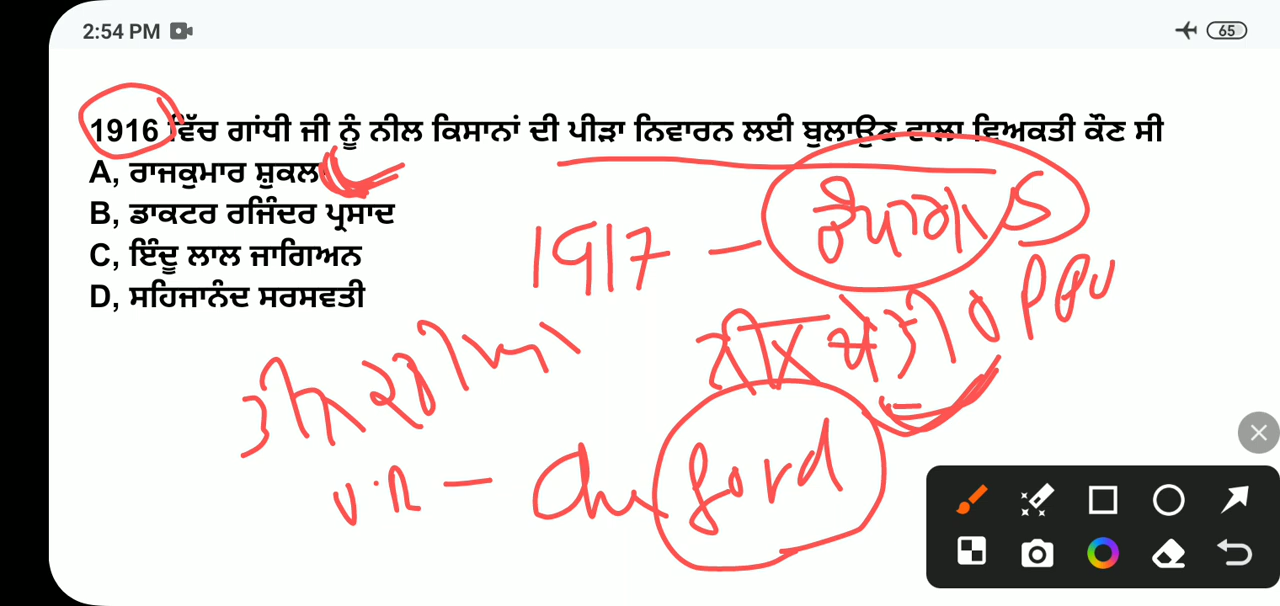 2:54 PM 65
1916 ਵਿੱਚ ਗਾਂਧੀ ਜੀ ਨੂੰ ਨੀਲ ਕਿਸਾਨਾਂ ਦੀ ਪੀੜਾ ਨਿਵਾਰਨ ਲਈ ਬੁਲਾਉਣ ਵਾਲਾ ਵਿਅਕਤੀ ਕੌਣ ਸੀ
A, ਰਾਜਕੁਮਾਰ ਸ਼ੁਕਲ
B, ਡਾਕਟਰ ਰਜਿੰਦਰ ਪ੍ਰਸਾਦ
C, ਇੰਦੂ ਲਾਲ ਜਾਗਿਅਨ
D, ਸਹਿਜਾਨੰਦ ਸਰਸਵਤੀ
1917 -
V.R - ford